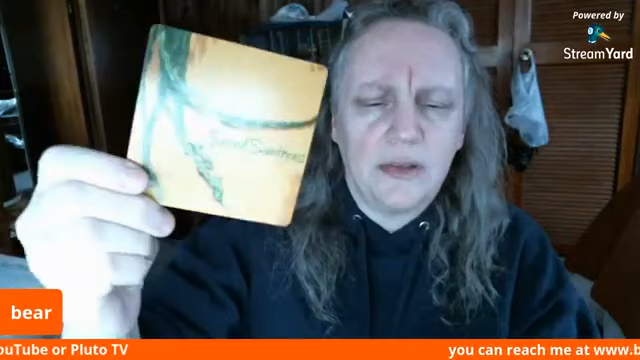 Powered by
StreamYard
bear
ouTube or Pluto TV
you can reach me at www.b